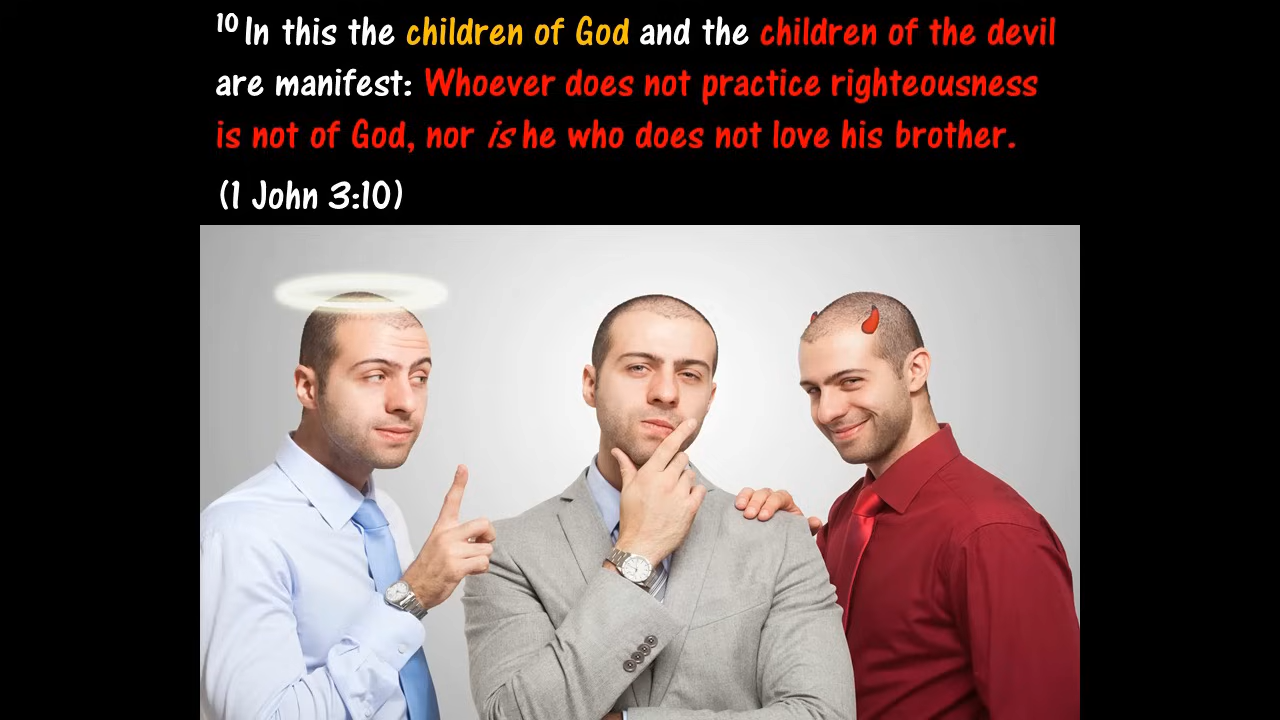 10 In this the children of God and the children of the devil
are manifest: Whoever does not practice righteousness
is not of God, nor is he who does not love his brother.
(1 John 3:10)